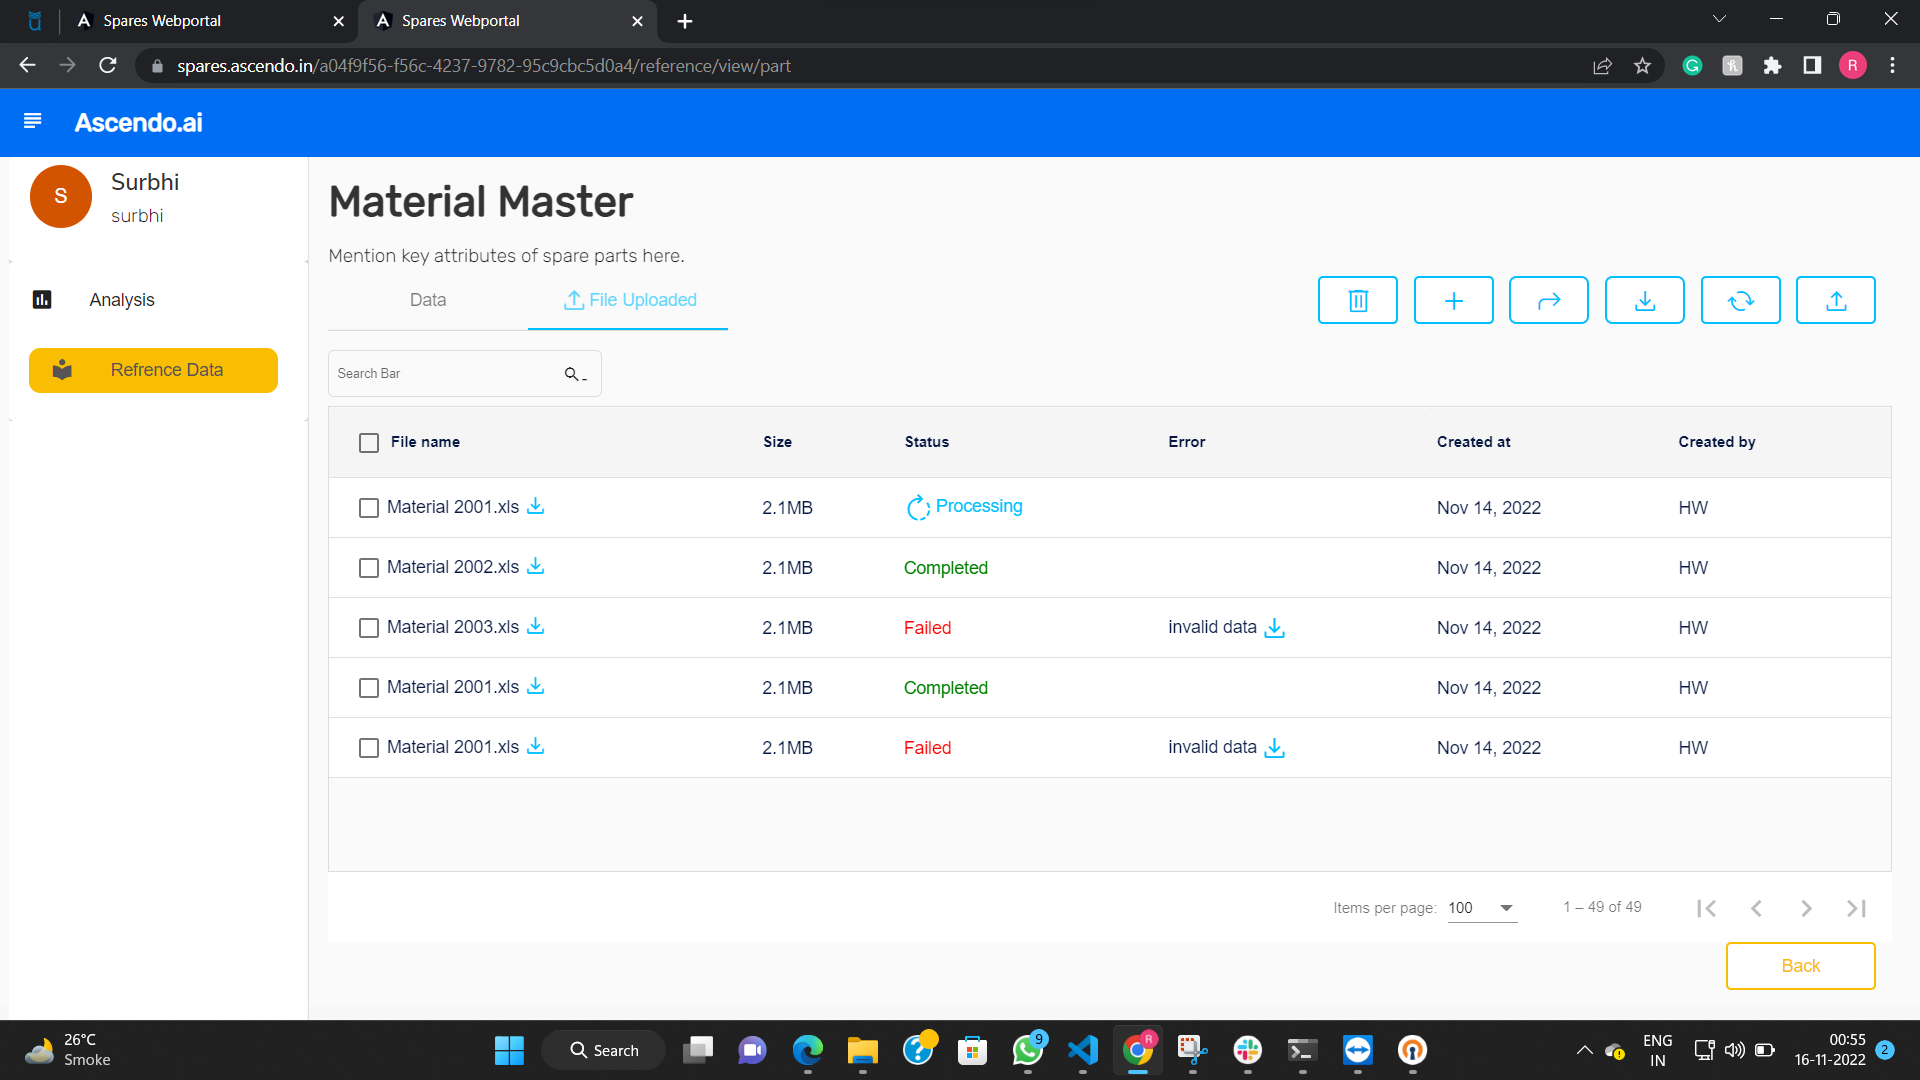 Spares Webportal
Spares Webportal
spares.ascendo.in/a04f9f56-f56c-4237-9782-95c9cbc5d0a4/reference/view/part
R
Ascendo.ai
S
Surbhi
surbhi
Analysis
Refrence Data
Material Master
Mention key attributes of spare parts here.
Data
File Uploaded
Search Bar
File name Size Status Error Created at Created by
Material 2001.xls 2.1MB Processing Nov 14, 2022 HW
Material 2002.xls 2.1MB Completed Nov 14, 2022 HW
Material 2003.xls 2.1MB Failed invalid data Nov 14, 2022 HW
Material 2001.xls 2.1MB Completed Nov 14, 2022 HW
Material 2001.xls 2.1MB Failed invalid data Nov 14, 2022 HW
Items per page: 100 1 – 49 of 49
Back
26°C
Smoke
Search
9
R
ENG
IN
00:55
16-11-2022
2